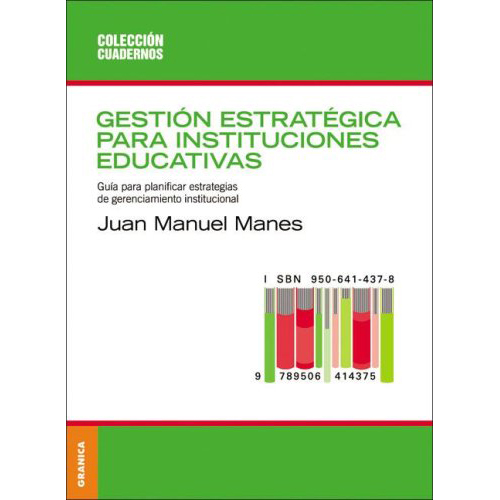 COLECCIÓN
CUADERNOS
GESTIÓN ESTRATÉGICA
PARA INSTITUCIONES
EDUCATIVAS
Guía para planificar estrategias
de gerenciamiento institucional
Juan Manuel Manes
I SBN 950-641-437-8
9 789506 414375
GRANICA